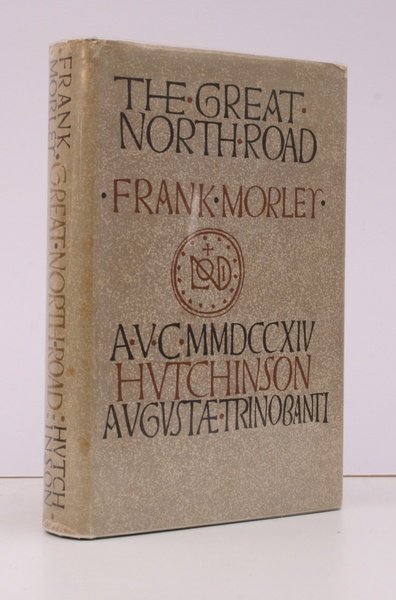 THE·GREAT·
NORTH·ROAD
·FRANK·MORLEY·
A·V·C·MMDCCXIV
HVTCHINSON
AVGVSTÆ·TRINOBANTI
FRANK·
MORLEY·
GREAT·NORTH·ROAD:HVTCH
INSON·